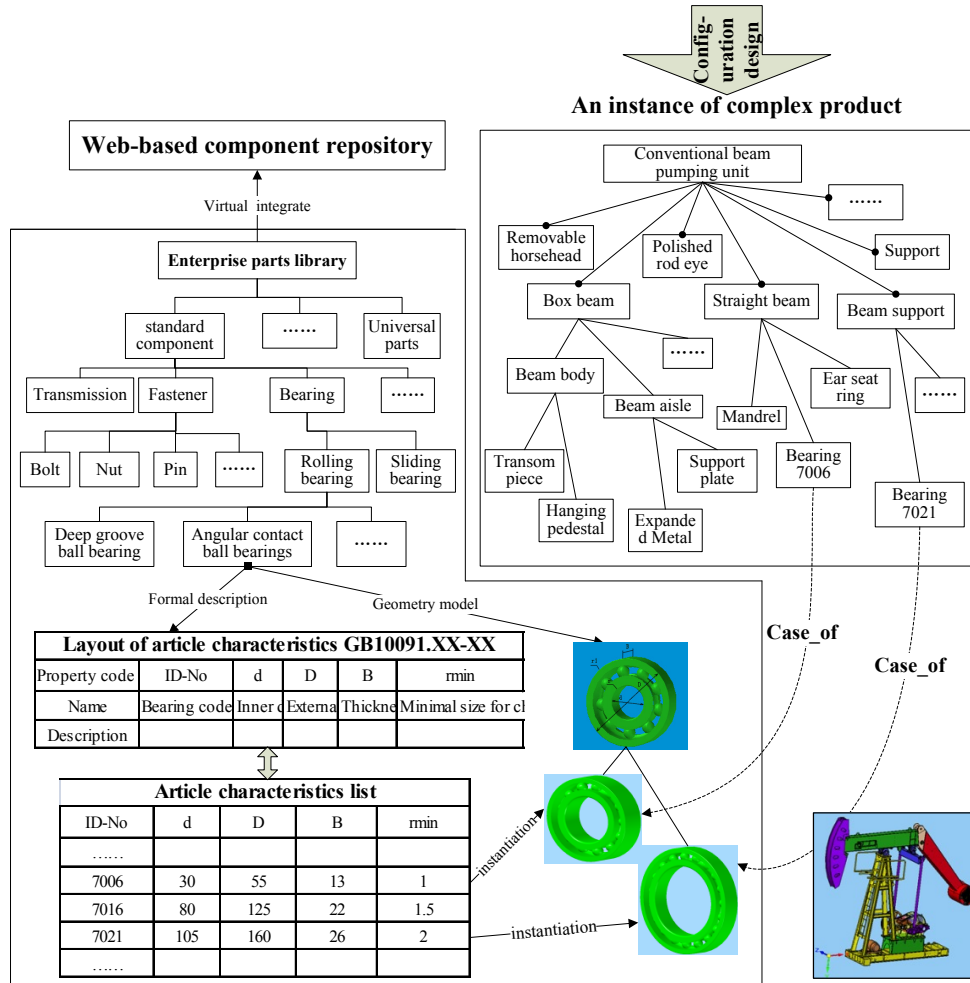 Config-
uration
design
An instance of complex product
Web-based component repository
Virtual integrate
Enterprise parts library
standard
component
……
Universal
parts
Transmission
Fastener
Bearing
……
Bolt
Nut
Pin
……
Rolling
bearing
Sliding
bearing
Deep groove
ball bearing
Angular contact
ball bearings
……
Formal description
Geometry model
Conventional beam
pumping unit
……
Removable
horsehead
Polished
rod eye
Support
Box beam
Straight beam
Beam support
……
Beam body
Ear seat
ring
……
Beam aisle
Mandrel
Transom
piece
Support
plate
Bearing
7006
Hanging
pedestal
Expande
d Metal
Bearing
7021
Case_of
Case_of
Layout of article characteristics GB10091.XX-XX
Property code ID-No d D B rmin
Name Bearing code Inner d Externa Thickne Minimal size for ch
Description
Article characteristics list
ID-No d D B rmin
……
7006 30 55 13 1
7016 80 125 22 1.5
7021 105 160 26 2
……
instantiation
instantiation